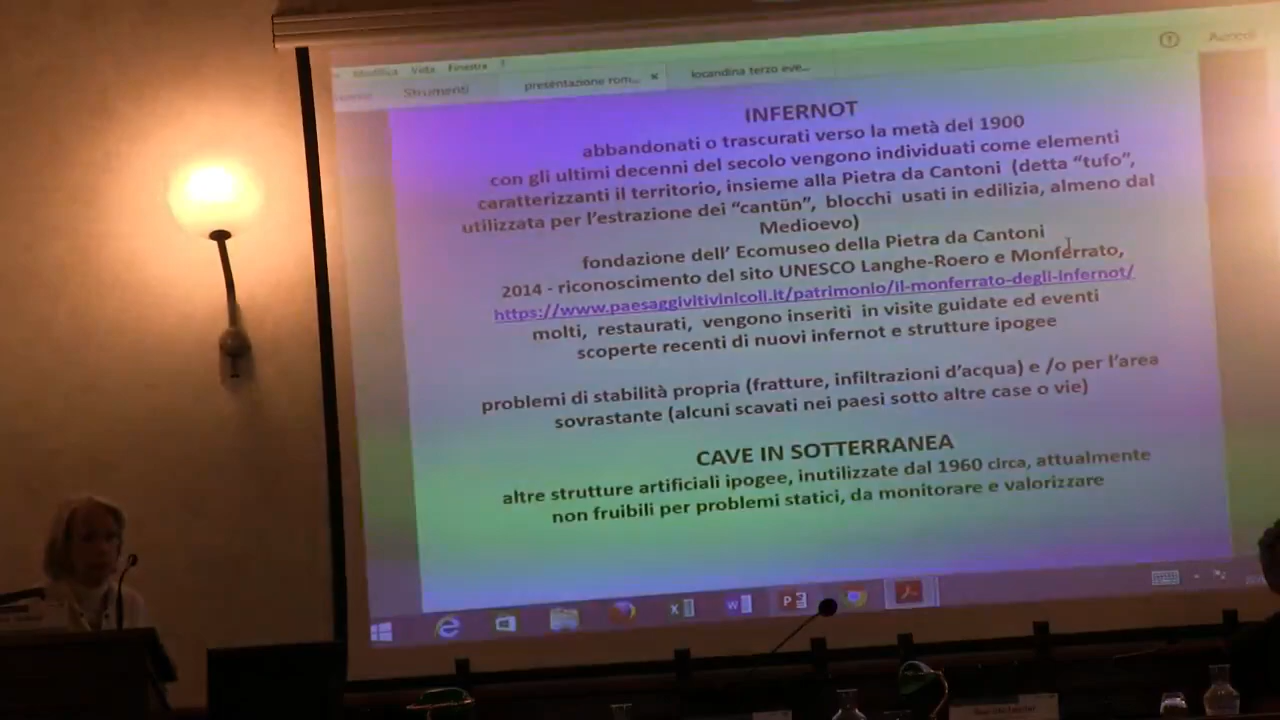 Modifica Vista Finestra ?
Strumenti
presentazione rom... ×
locandina terzo eve...
Accedi
INFERNOT
abbandonati o trascurati verso la metà del 1900
con gli ultimi decenni del secolo vengono individuati come elementi
caratterizzanti il territorio, insieme alla Pietra da Cantoni (detta “tufo”,
utilizzata per l’estrazione dei “cantün”, blocchi usati in edilizia, almeno dal
Medioevo)
fondazione dell’ Ecomuseo della Pietra da Cantoni
2014 - riconoscimento del sito UNESCO Langhe-Roero e Monferrato,
https://www.paesaggivitivinicoli.it/patrimonio/il-monferrato-degli-infernot/
molti, restaurati, vengono inseriti in visite guidate ed eventi
scoperte recenti di nuovi infernot e strutture ipogee
problemi di stabilità propria (fratture, infiltrazioni d’acqua) e /o per l’area
sovrastante (alcuni scavati nei paesi sotto altre case o vie)
CAVE IN SOTTERRANEA
altre strutture artificiali ipogee, inutilizzate dal 1960 circa, attualmente
non fruibili per problemi statici, da monitorare e valorizzare